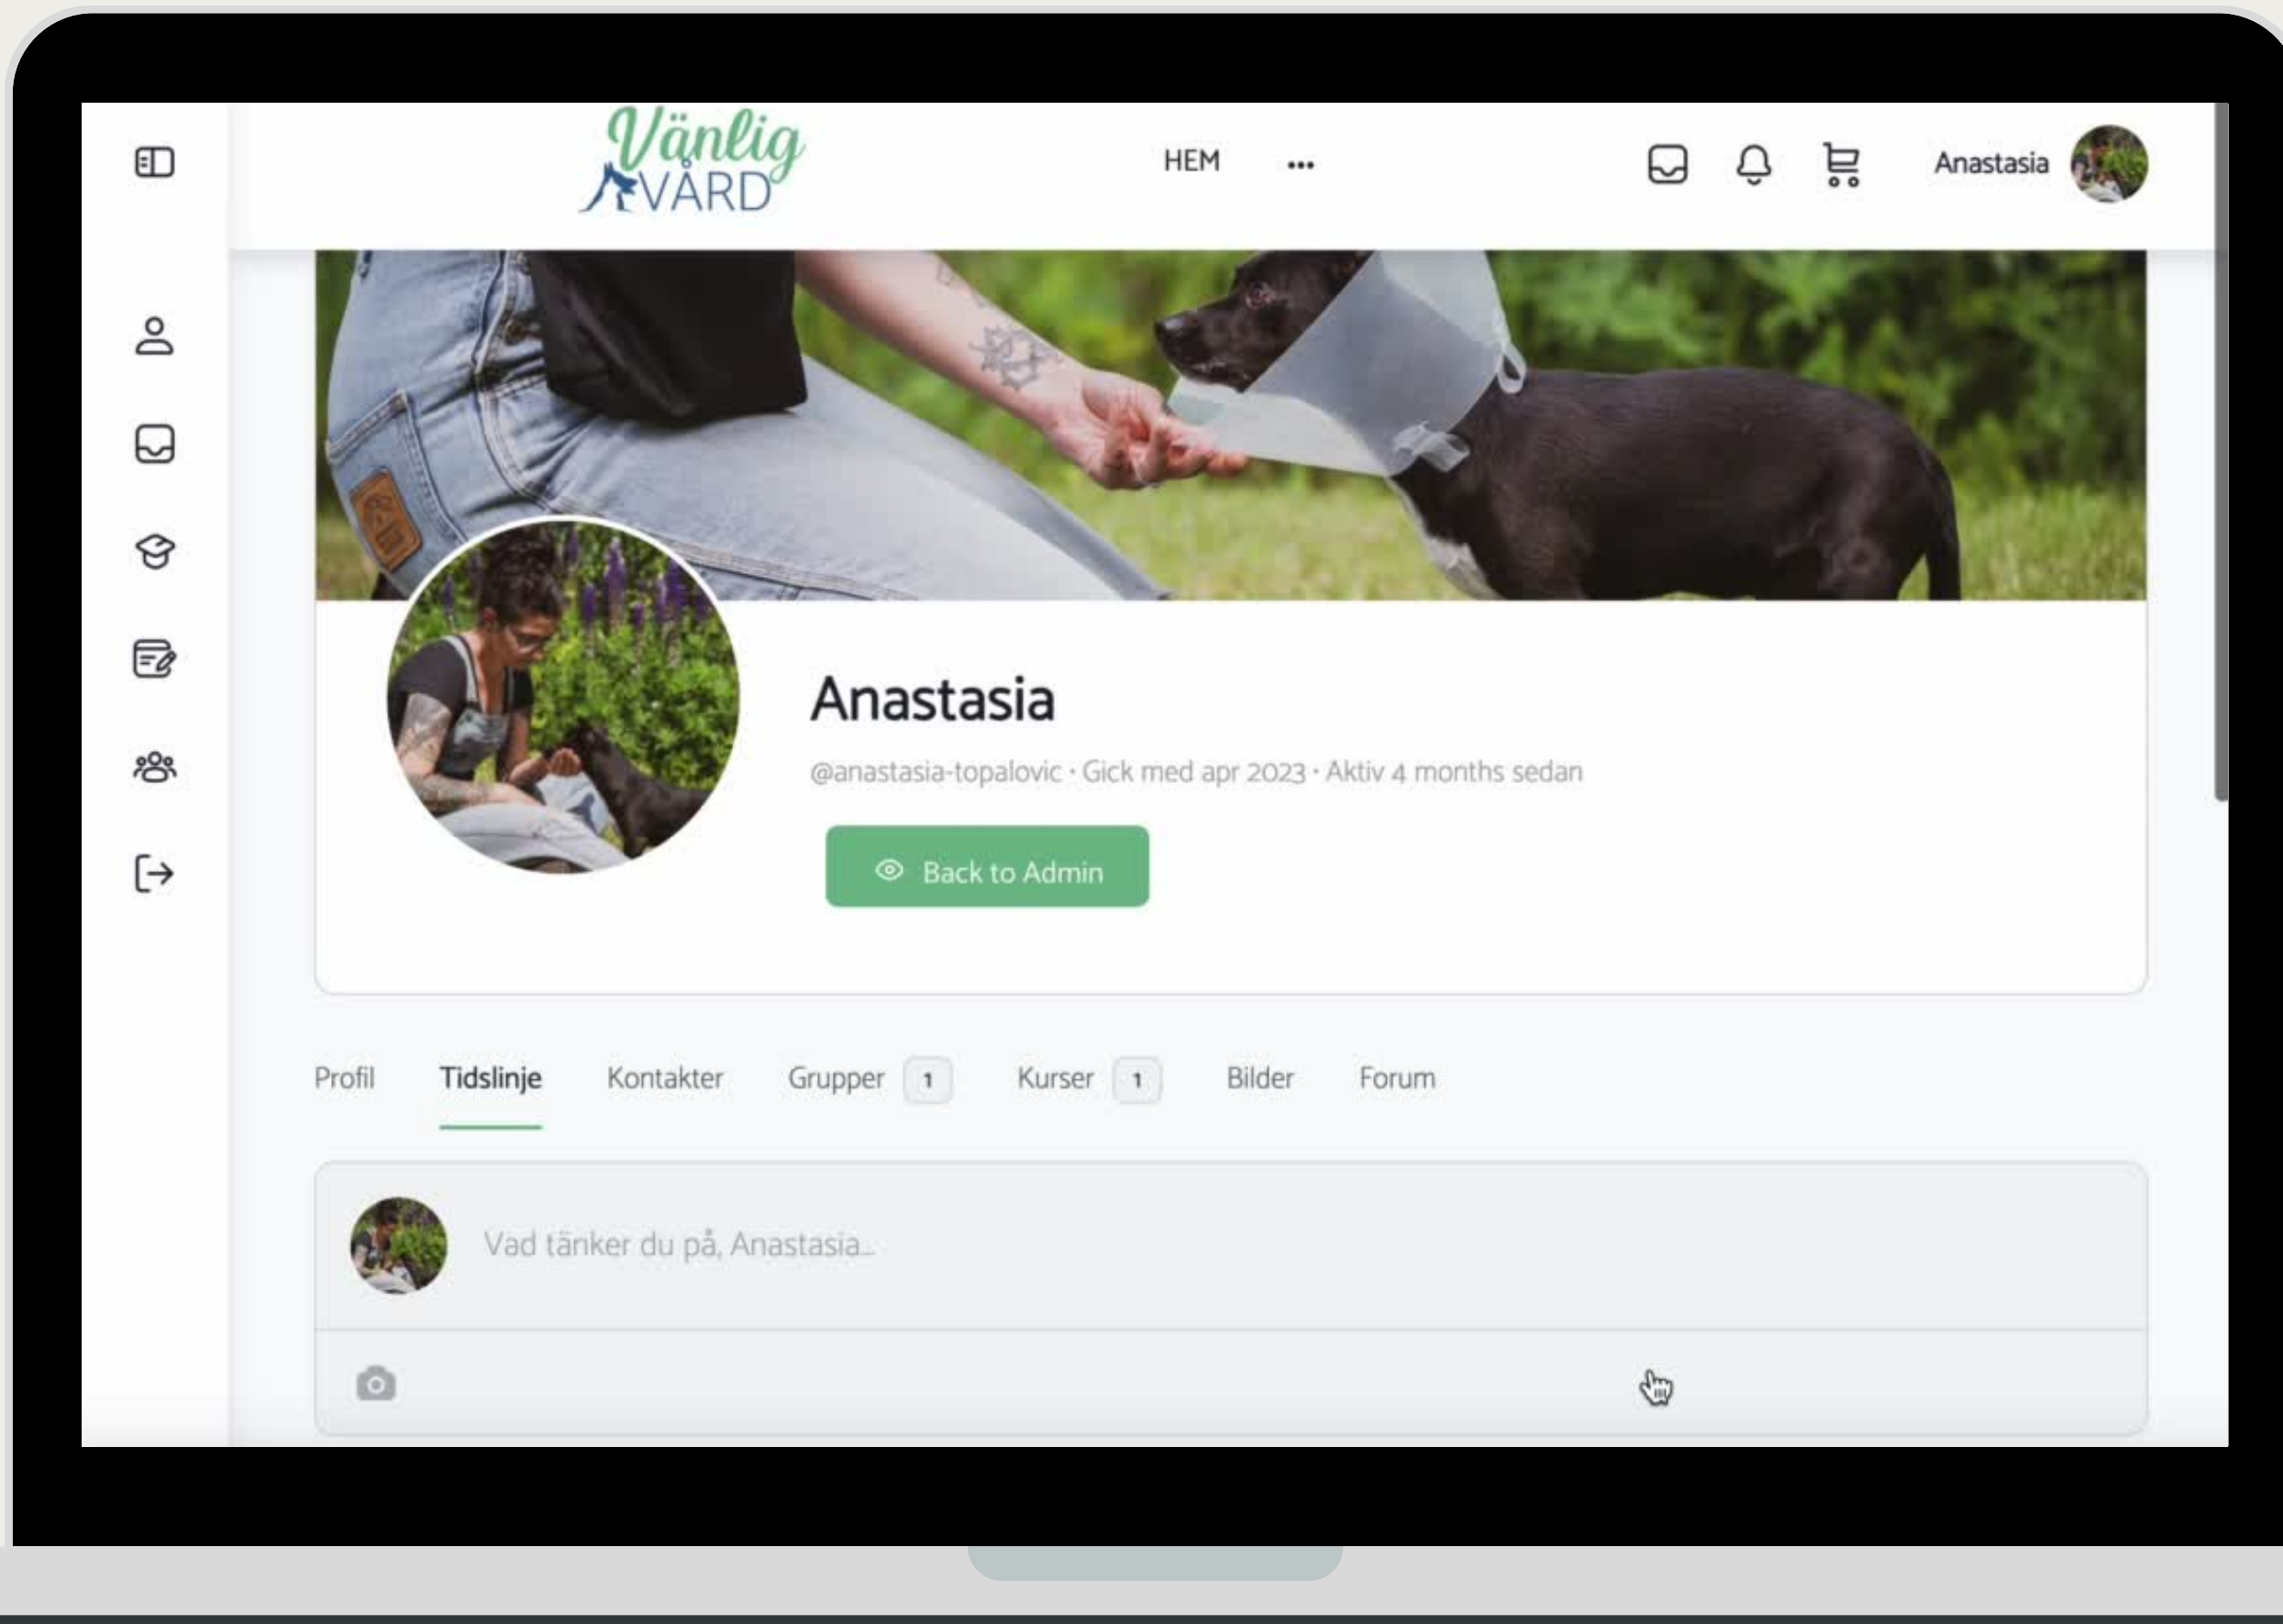 Vänlig
VÅRD
HEM
Anastasia
Anastasia
@anastasia-topalovic · Gick med apr 2023 · Aktiv 4 months sedan
Back to Admin
Profil Tidslinje Kontakter Grupper 1 Kurser 1 Bilder Forum
Vad tänker du på, Anastasia...